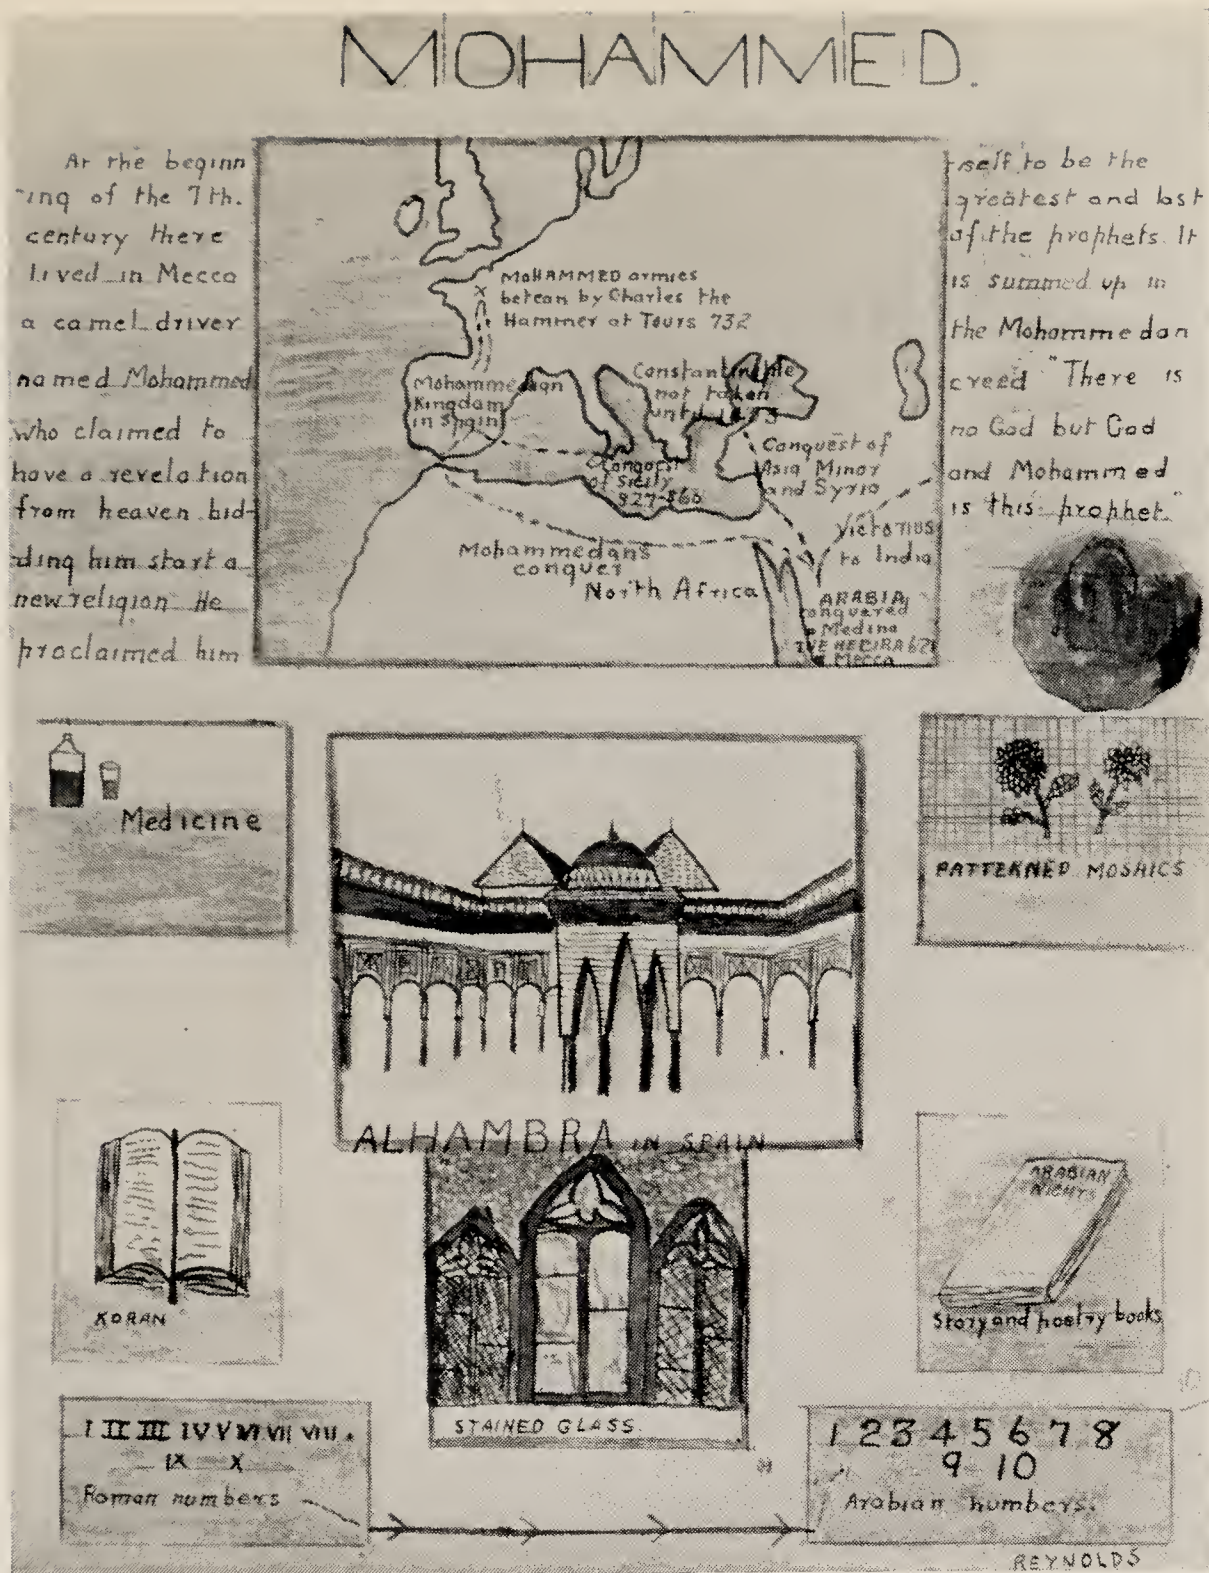 MOHAMMED.
At the beginn
-ing of the 7th.
century there
lived in Mecca
a camel driver
named Mohammed
who claimed to
have a revelation
from heaven bid-
ding him start a
new religion He
proclaimed him
MOHAMMED armies
betean by Charles the
Hammer at Tours 732
Mohammedan
Kingdom
in Spain
Constantinople
not taken
until
Conquest
of Sicily
827-
Conquest of
Asia Minor
and Syria
Victorius
to India
Mohammedans
conquer
North Africa
ARABIA
conquered
Medina
THE HEGIRA
Mecca
self to be the
greatest and last
of the prophets. It
is summed up in
the Mohammedan
creed "There is
no God but God
and Mohammed
is this prophet."
Medicine
PATTERNED MOSAICS
ALHAMBRA IN SPAIN
KORAN
ARABIAN
NIGHTS
Story and poetry books
STAINED GLASS.
I II III IV V VI VII VIII.
IX X
Roman numbers
1 2 3 4 5 6 7 8
9 10
Arabian numbers.
REYNOLDS